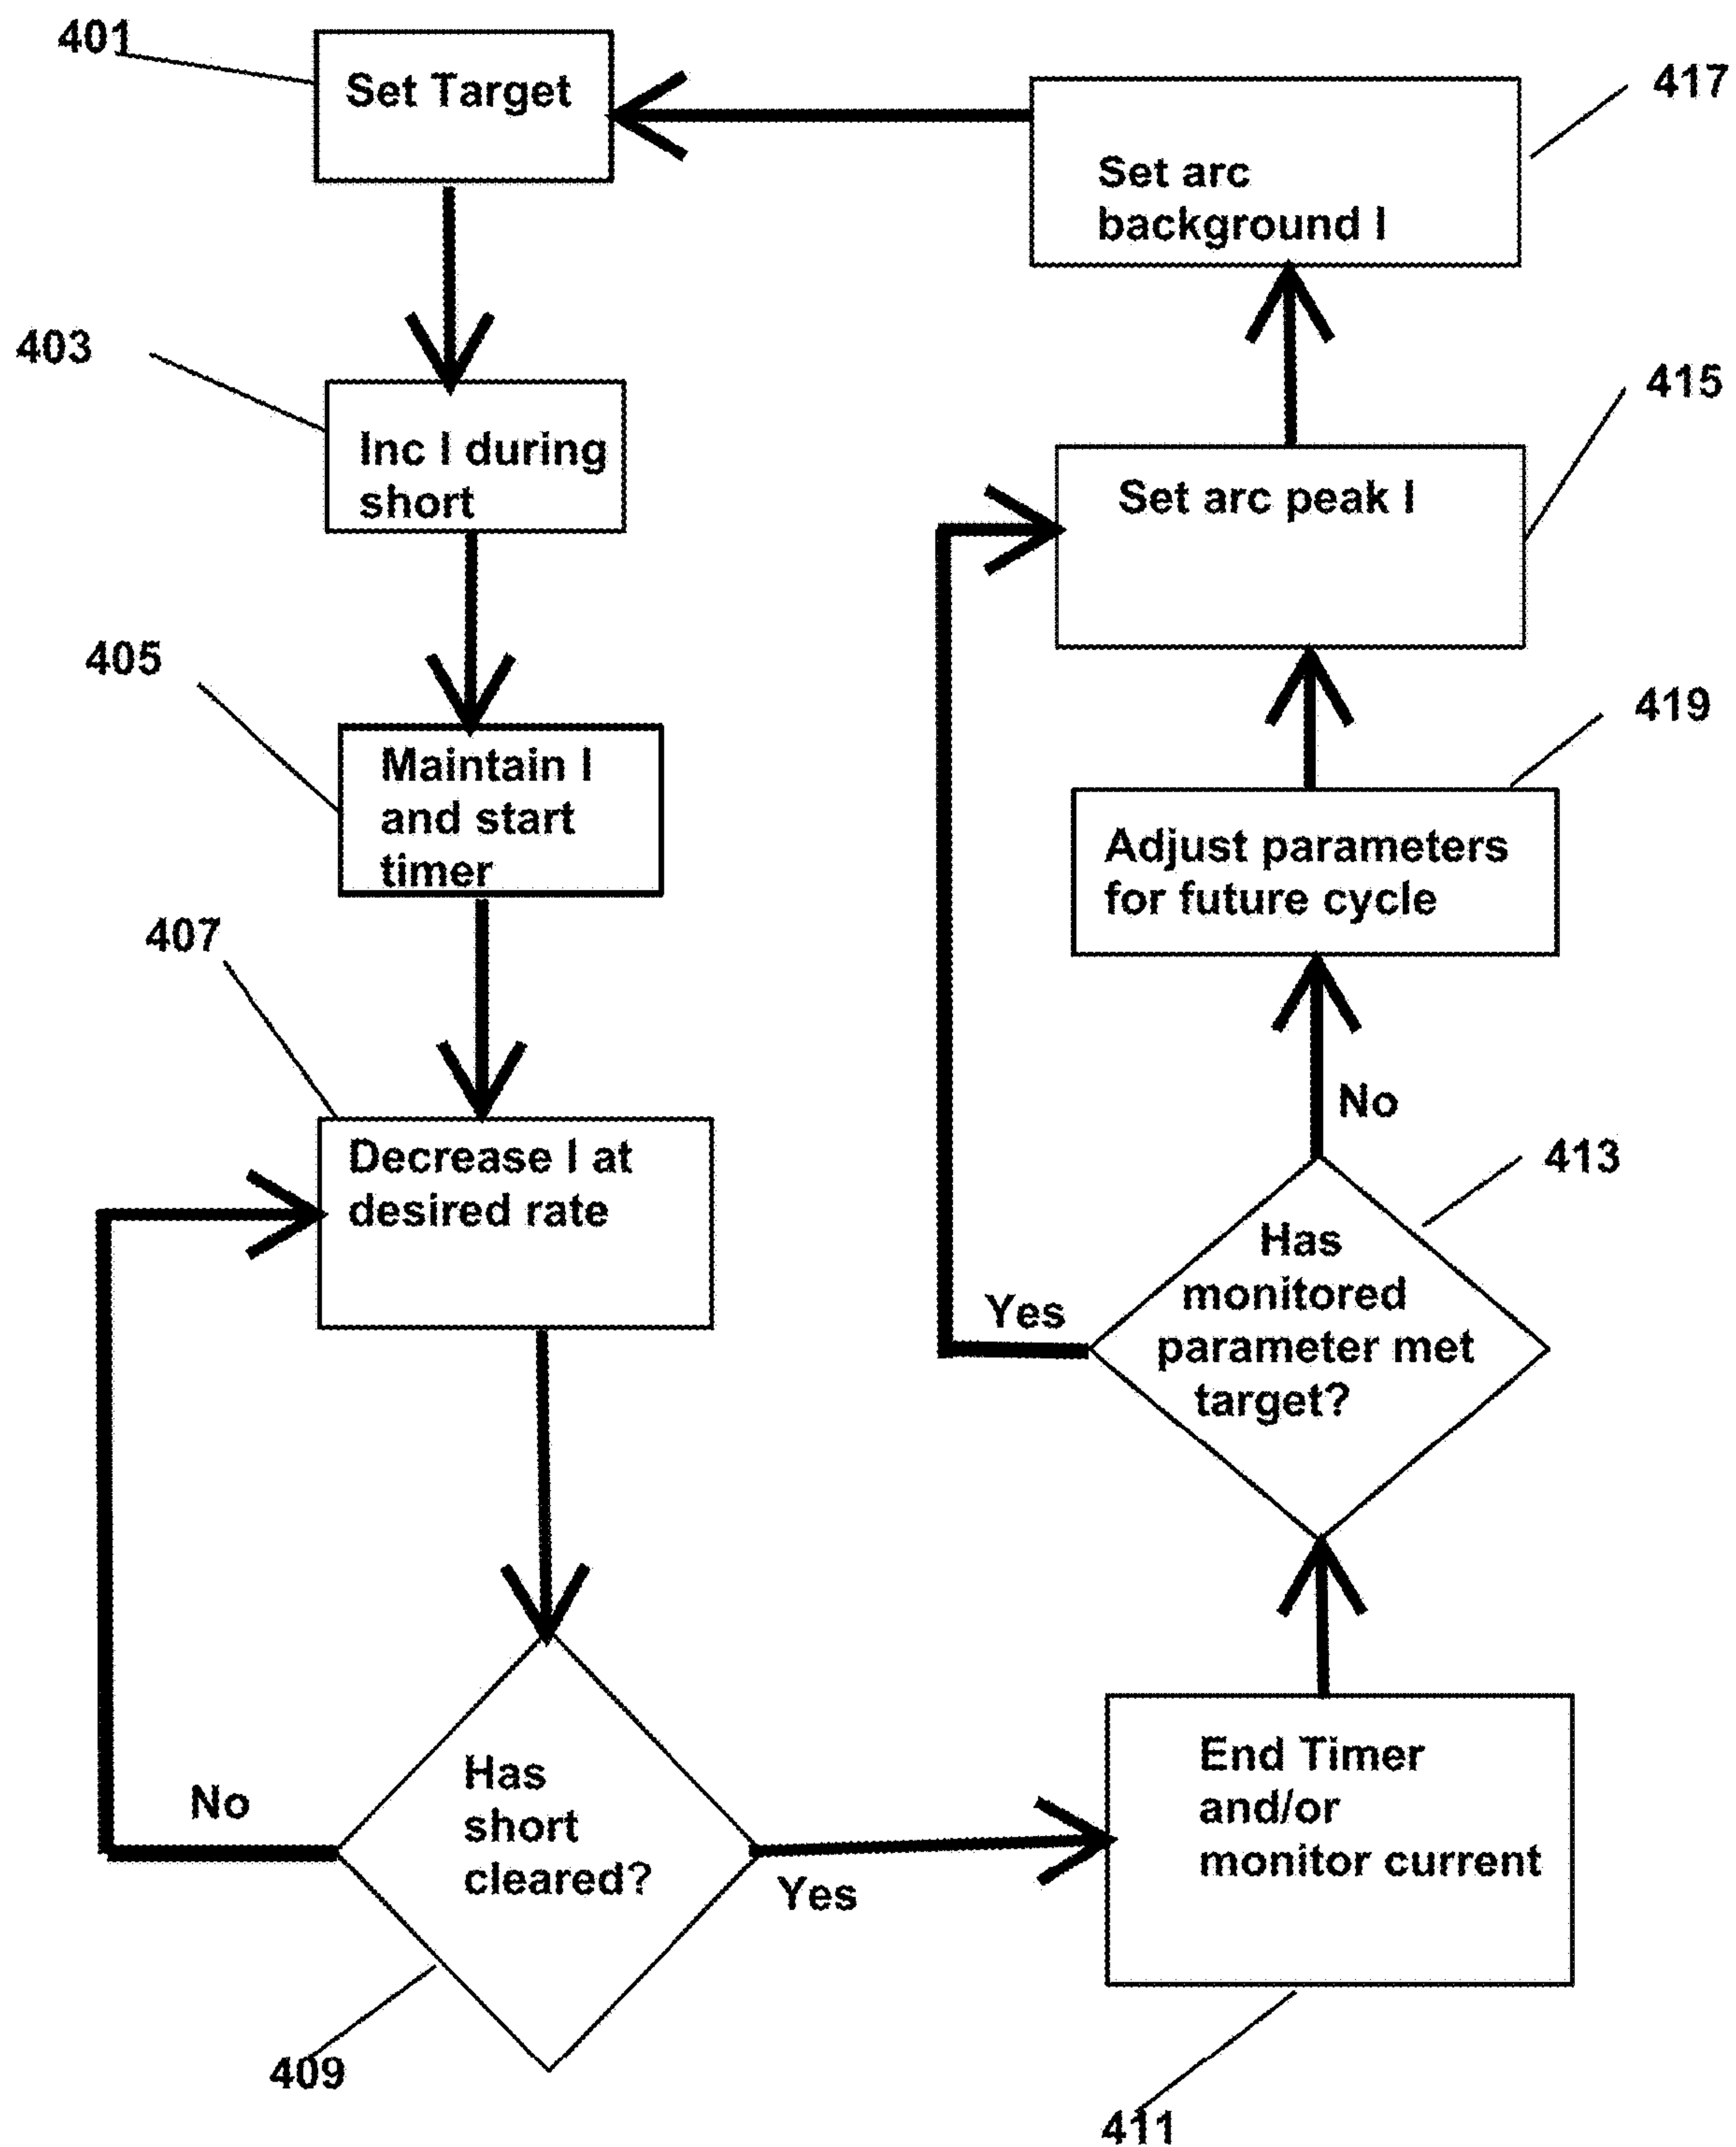 401
Set Target
417
Set arc
background I
403
Inc I during
short
415
Set arc peak I
405
Maintain I
and start
timer
419
Adjust parameters
for future cycle
407
Decrease I at
desired rate
No
413
Has
monitored
parameter met
target?
Yes
No
Has
short
cleared?
Yes
End Timer
and/or
monitor current
409
411